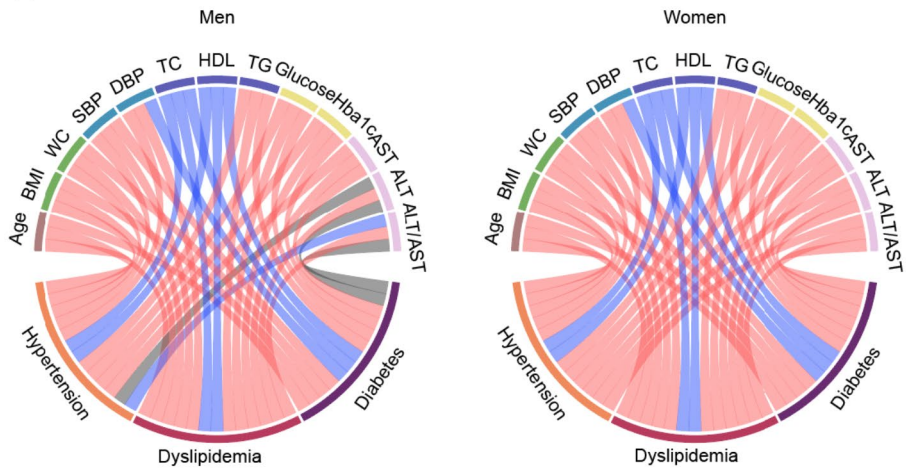 Men
Age
BMI
WC
SBP
DBP
TC
HDL
TG
Glucose
Hba1c
AST
ALT
ALT/AST
Hypertension
Dyslipidemia
Diabetes
Women
Age
BMI
WC
SBP
DBP
TC
HDL
TG
Glucose
Hba1c
AST
ALT
ALT/AST
Hypertension
Dyslipidemia
Diabetes